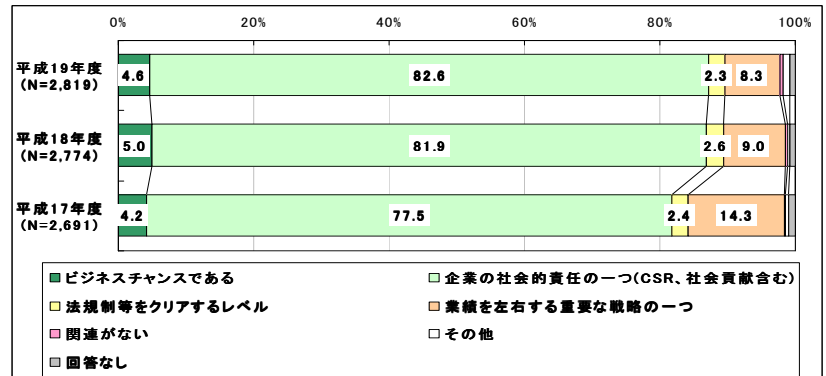 0% 20% 40% 60% 80% 100%
平成19年度
(N=2,819)
4.6 82.6 2.3 8.3
平成18年度
(N=2,774)
5.0 81.9 2.6 9.0
平成17年度
(N=2,691)
4.2 77.5 2.4 14.3
ビジネスチャンスである 企業の社会的責任の一つ(CSR、社会貢献含む)
法規制等をクリアするレベル 業績を左右する重要な戦略の一つ
関連がない その他
回答なし